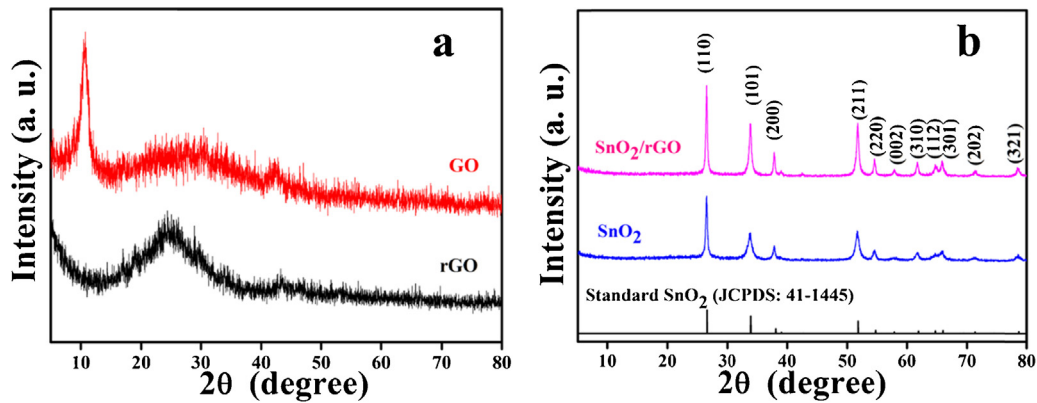 a
Intensity (a. u.)
GO
rGO
10 20 30 40 50 60 70 80
2θ (degree)
b
Intensity (a. u.)
(110)
(101)
(200)
(211)
(220)
(002)
(310)
(112)
(301)
(202)
(321)
SnO₂/rGO
SnO₂
Standard SnO₂ (JCPDS: 41-1445)
10 20 30 40 50 60 70 80
2θ (degree)